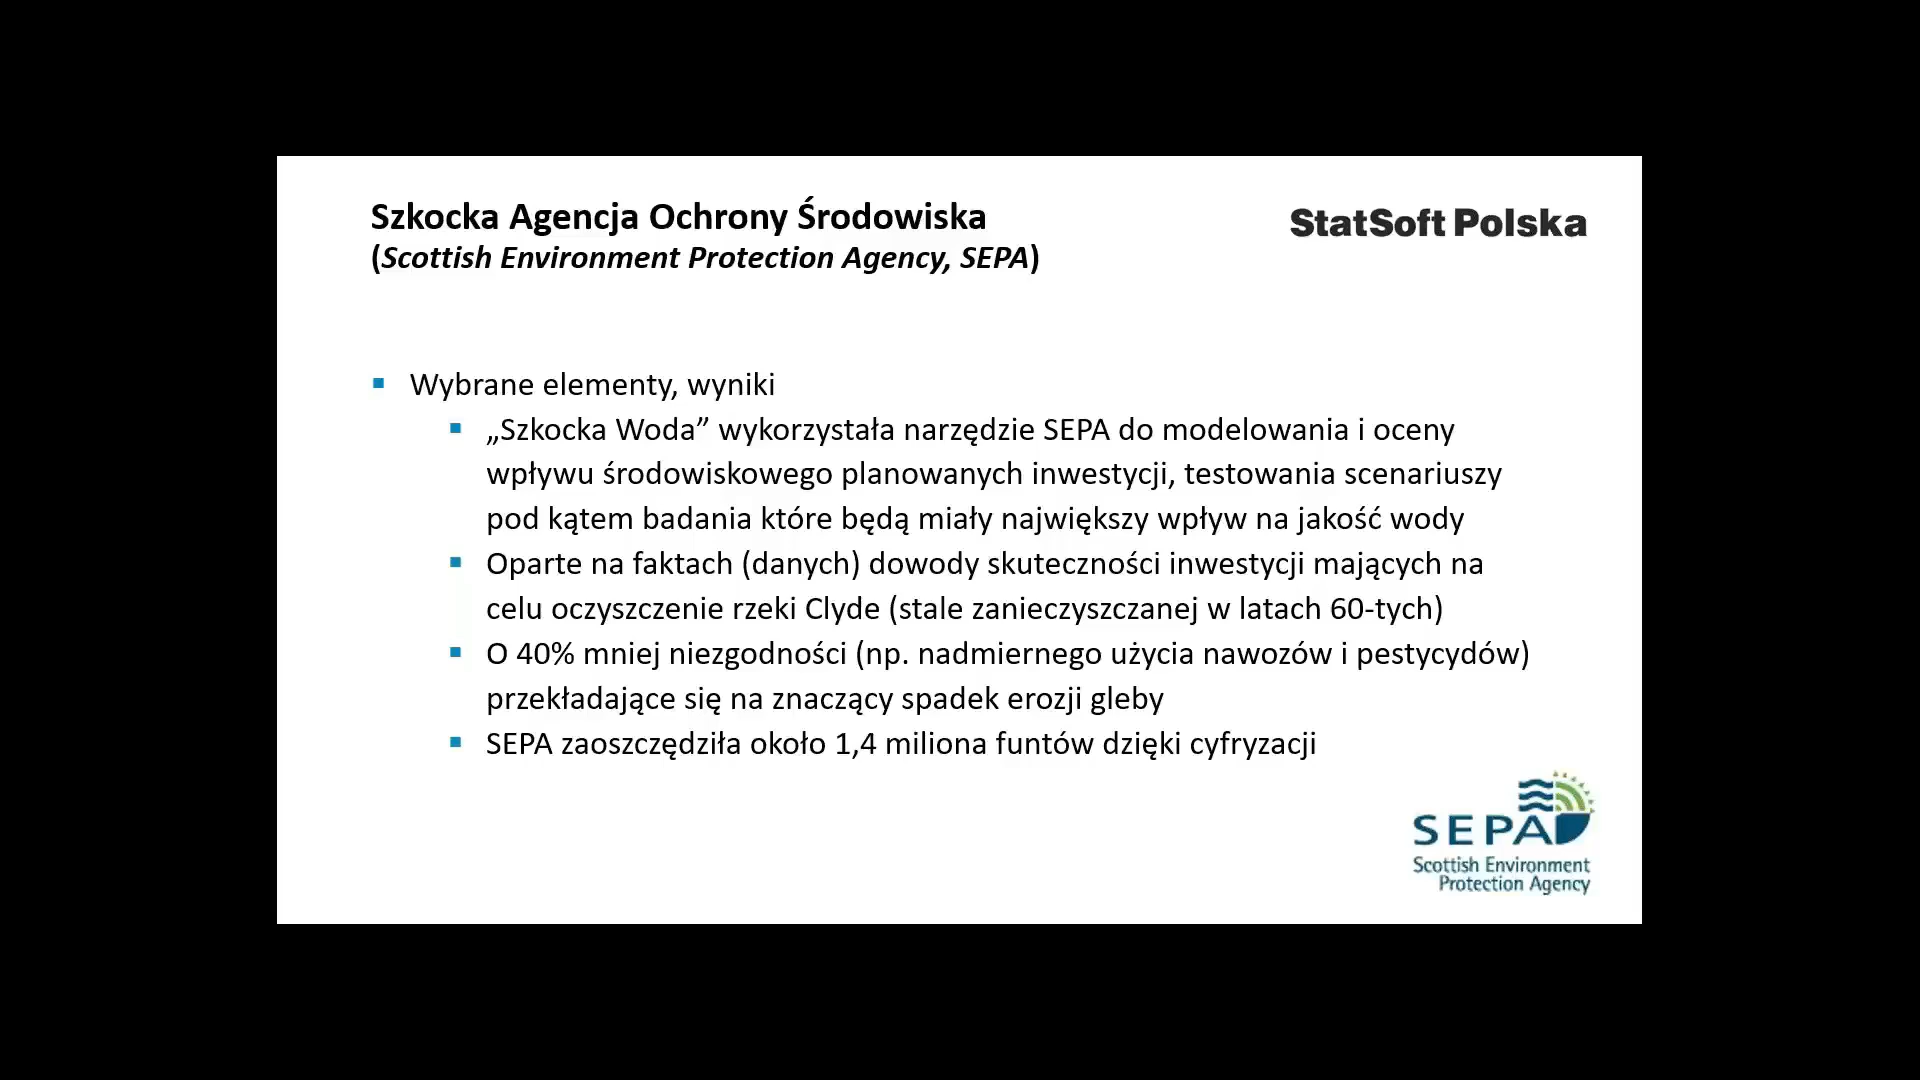 Szkocka Agencja Ochrony Środowiska
(Scottish Environment Protection Agency, SEPA)
StatSoft Polska
Wybrane elementy, wyniki
„Szkocka Woda” wykorzystała narzędzie SEPA do modelowania i oceny
wpływu środowiskowego planowanych inwestycji, testowania scenariuszy
pod kątem badania które będą miały największy wpływ na jakość wody
Oparte na faktach (danych) dowody skuteczności inwestycji mających na
celu oczyszczenie rzeki Clyde (stale zanieczyszczanej w latach 60-tych)
O 40% mniej niezgodności (np. nadmiernego użycia nawozów i pestycydów)
przekładające się na znaczący spadek erozji gleby
SEPA zaoszczędziła około 1,4 miliona funtów dzięki cyfryzacji
SEPA
Scottish Environment
Protection Agency